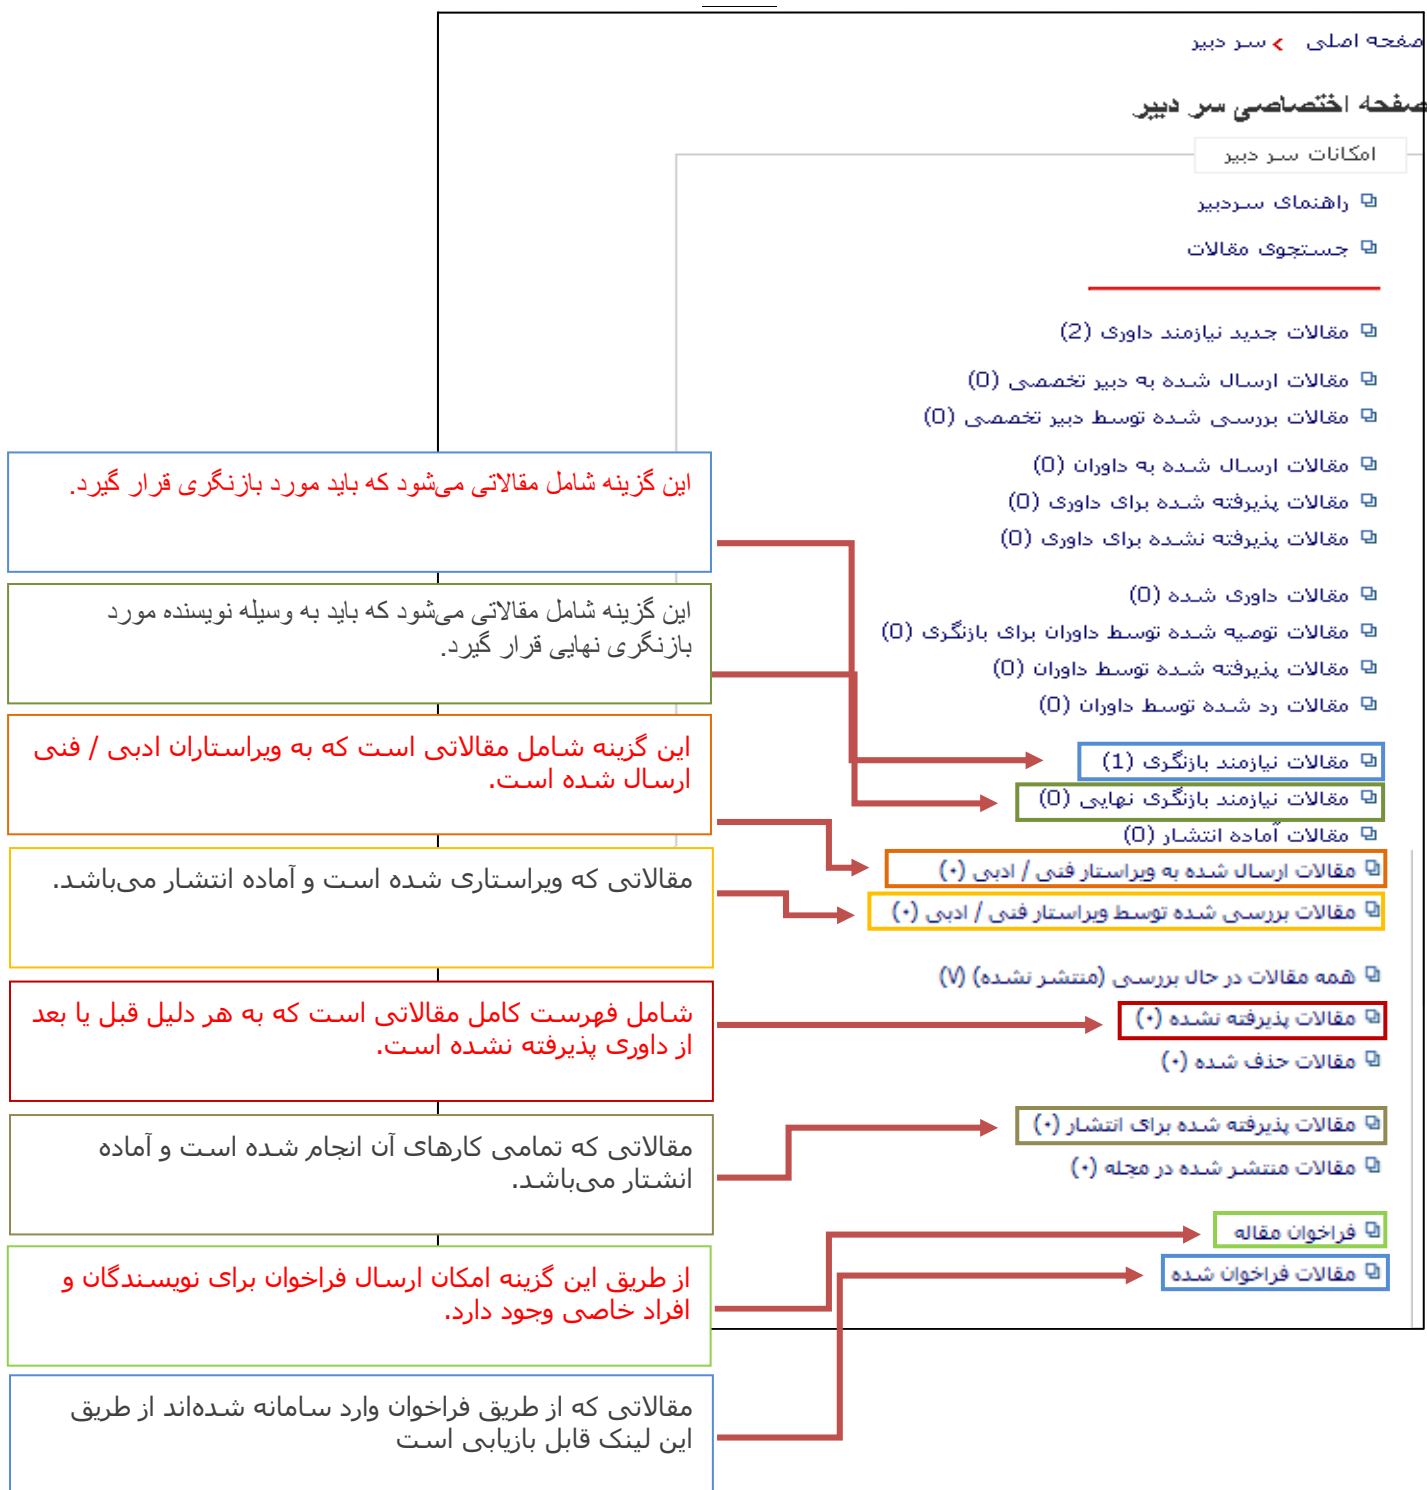 صفحه اصلی › سر دبیر
صفحه اختصاصی سر دبیر
امکانات سر دبیر
راهنمای سردبیر
جستجوی مقالات
مقالات جدید نیازمند داوری (2)
مقالات ارسال شده به دبیر تخصصی (0)
مقالات بررسی شده توسط دبیر تخصصی (0)
مقالات ارسال شده به داوران (0)
مقالات پذیرفته شده برای داوری (0)
مقالات پذیرفته نشده برای داوری (0)
مقالات داوری شده (0)
مقالات توصیه شده توسط داوران برای بازنگری (0)
مقالات پذیرفته شده توسط داوران (0)
مقالات رد شده توسط داوران (0)
مقالات نیازمند بازنگری (1)
مقالات نیازمند بازنگری نهایی (0)
مقالات آماده انتشار (0)
مقالات ارسال شده به ویراستار فنی / ادبی (۰)
مقالات بررسی شده توسط ویراستار فنی / ادبی (۰)
همه مقالات در حال بررسی (منتشر نشده) (۷)
مقالات پذیرفته نشده (۰)
مقالات حذف شده (۰)
مقالات پذیرفته شده برای انتشار (۰)
مقالات منتشر شده در مجله (۰)
فراخوان مقاله
مقالات فراخوان شده
این گزینه شامل مقالاتی می‌شود که باید مورد بازنگری قرار گیرد.
این گزینه شامل مقالاتی می‌شود که باید به وسیله نویسنده مورد
بازنگری نهایی قرار گیرد.
این گزینه شامل مقالاتی است که به ویراستاران ادبی / فنی
ارسال شده است.
مقالاتی که ویراستاری شده است و آماده انتشار می‌باشد.
شامل فهرست کامل مقالاتی است که به هر دلیل قبل یا بعد
از داوری پذیرفته نشده است.
مقالاتی که تمامی کارهای آن انجام شده است و آماده
انشتار می‌باشد.
از طریق این گزینه امکان ارسال فراخوان برای نویسندگان و
افراد خاصی وجود دارد.
مقالاتی که از طریق فراخوان وارد سامانه شده‌اند از طریق
این لینک قابل بازیابی است